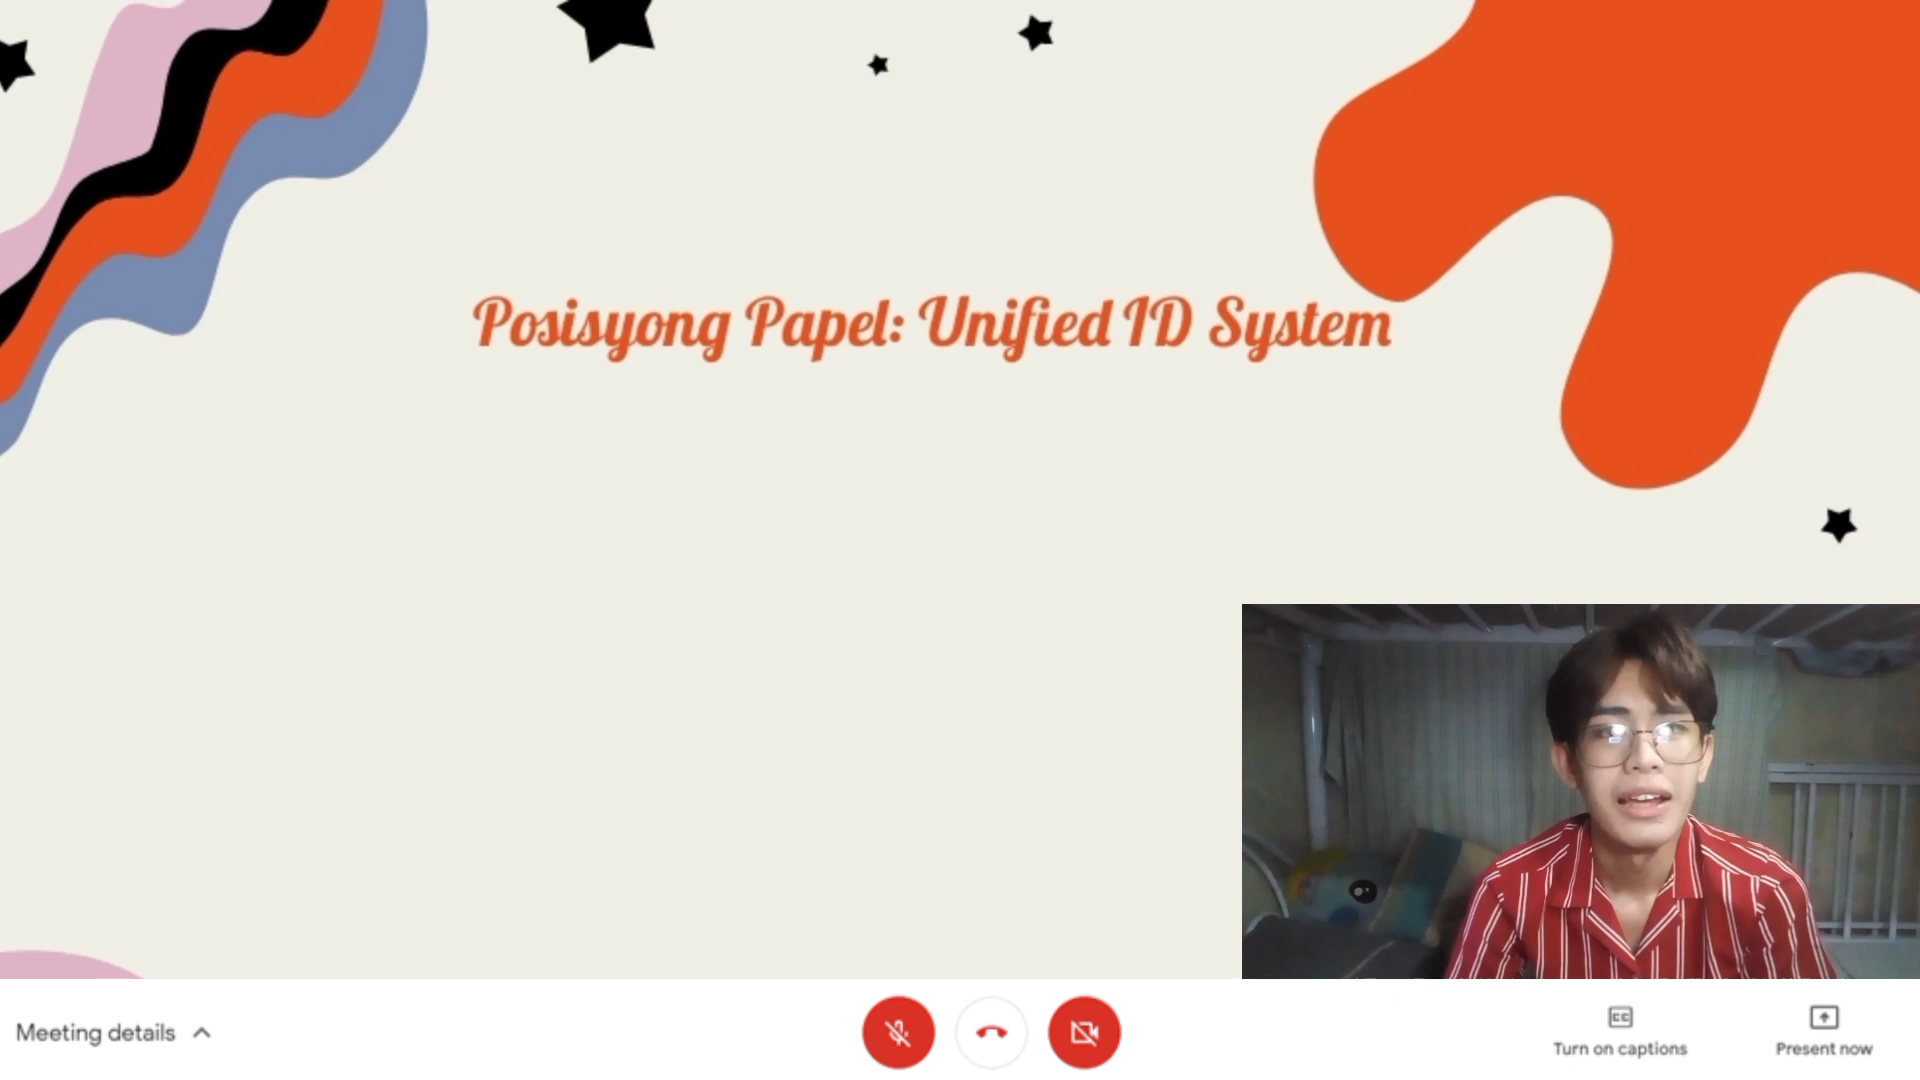 Posisyong Papel: Unified ID System
Meeting details
Turn on captions
Present now